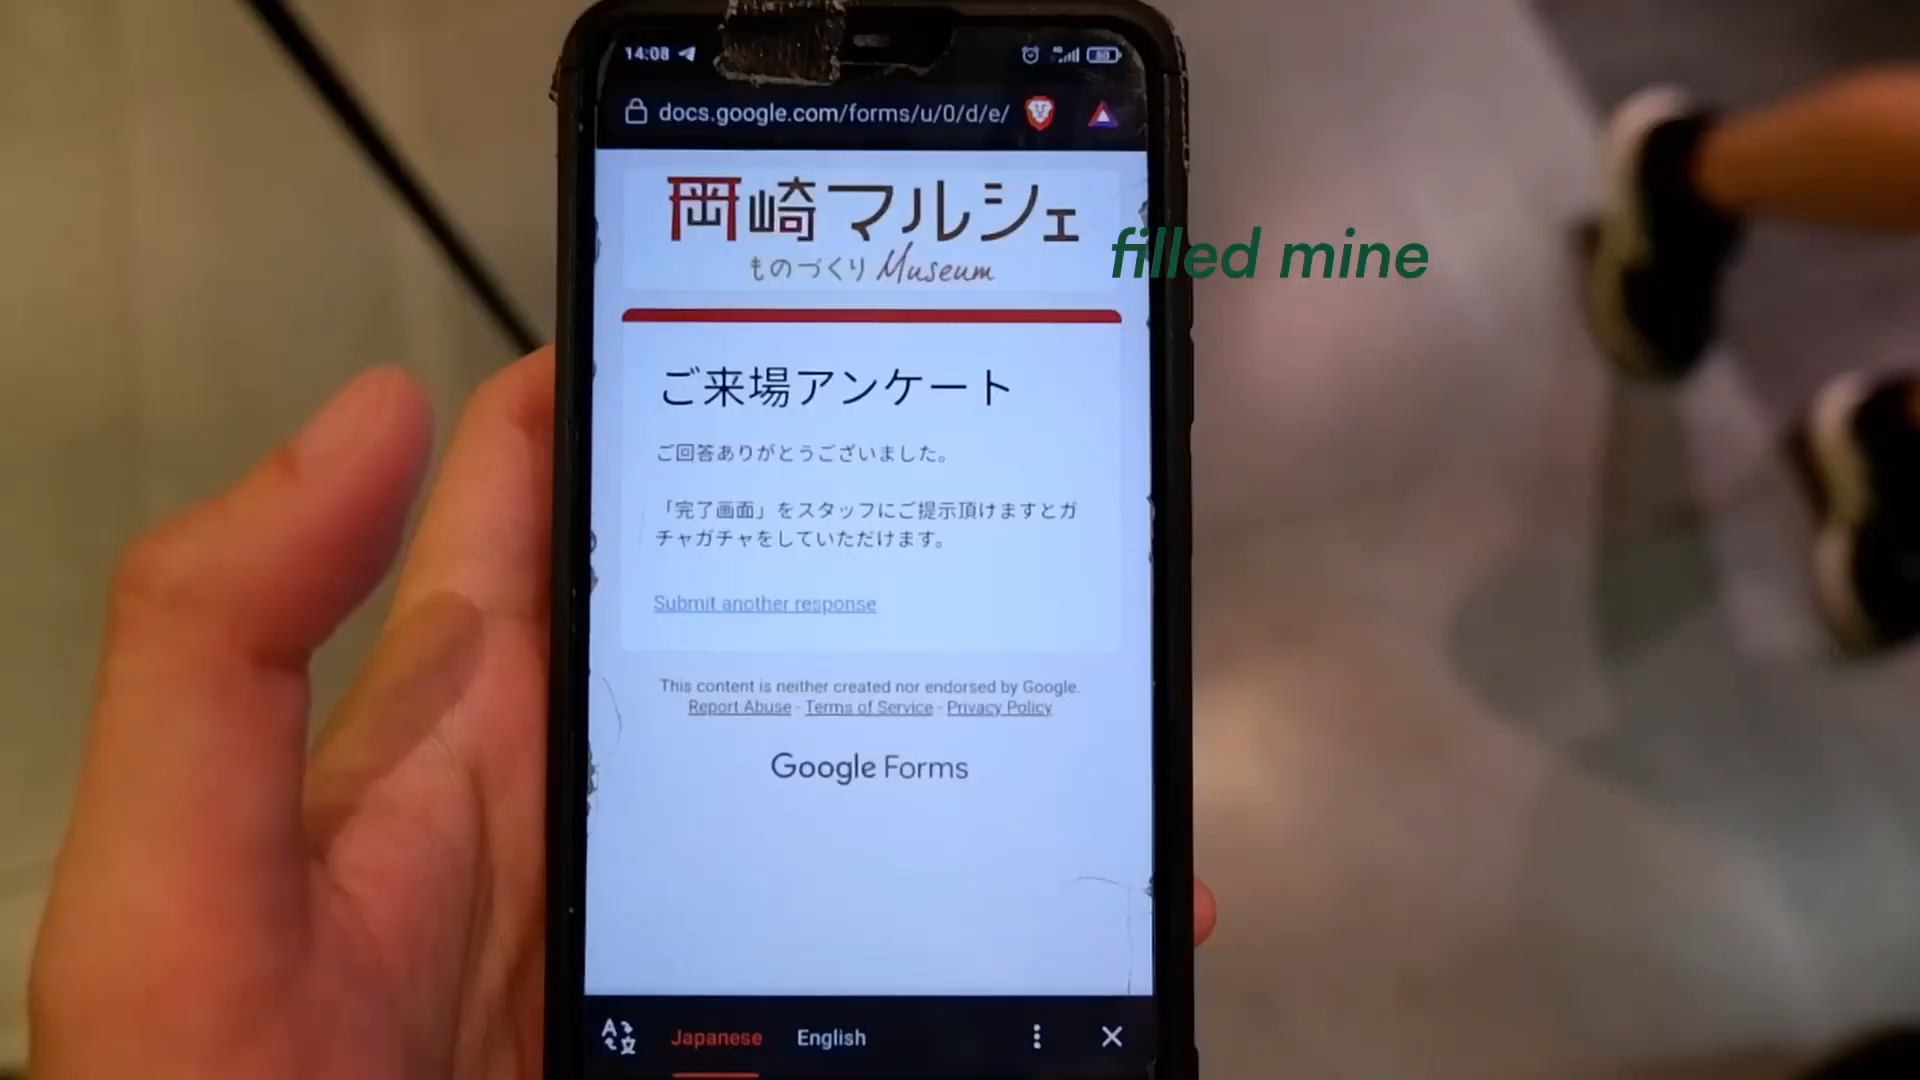 14:08
80
docs.google.com/forms/u/0/d/e/
岡崎マルシェ
ものづくり Museum
filled mine
ご来場アンケート
ご回答ありがとうございました。
「完了画面」をスタッフにご提示頂けますとガ
チャガチャをしていただけます。
Submit another response
This content is neither created nor endorsed by Google.
Report Abuse - Terms of Service - Privacy Policy
Google Forms
Japanese English